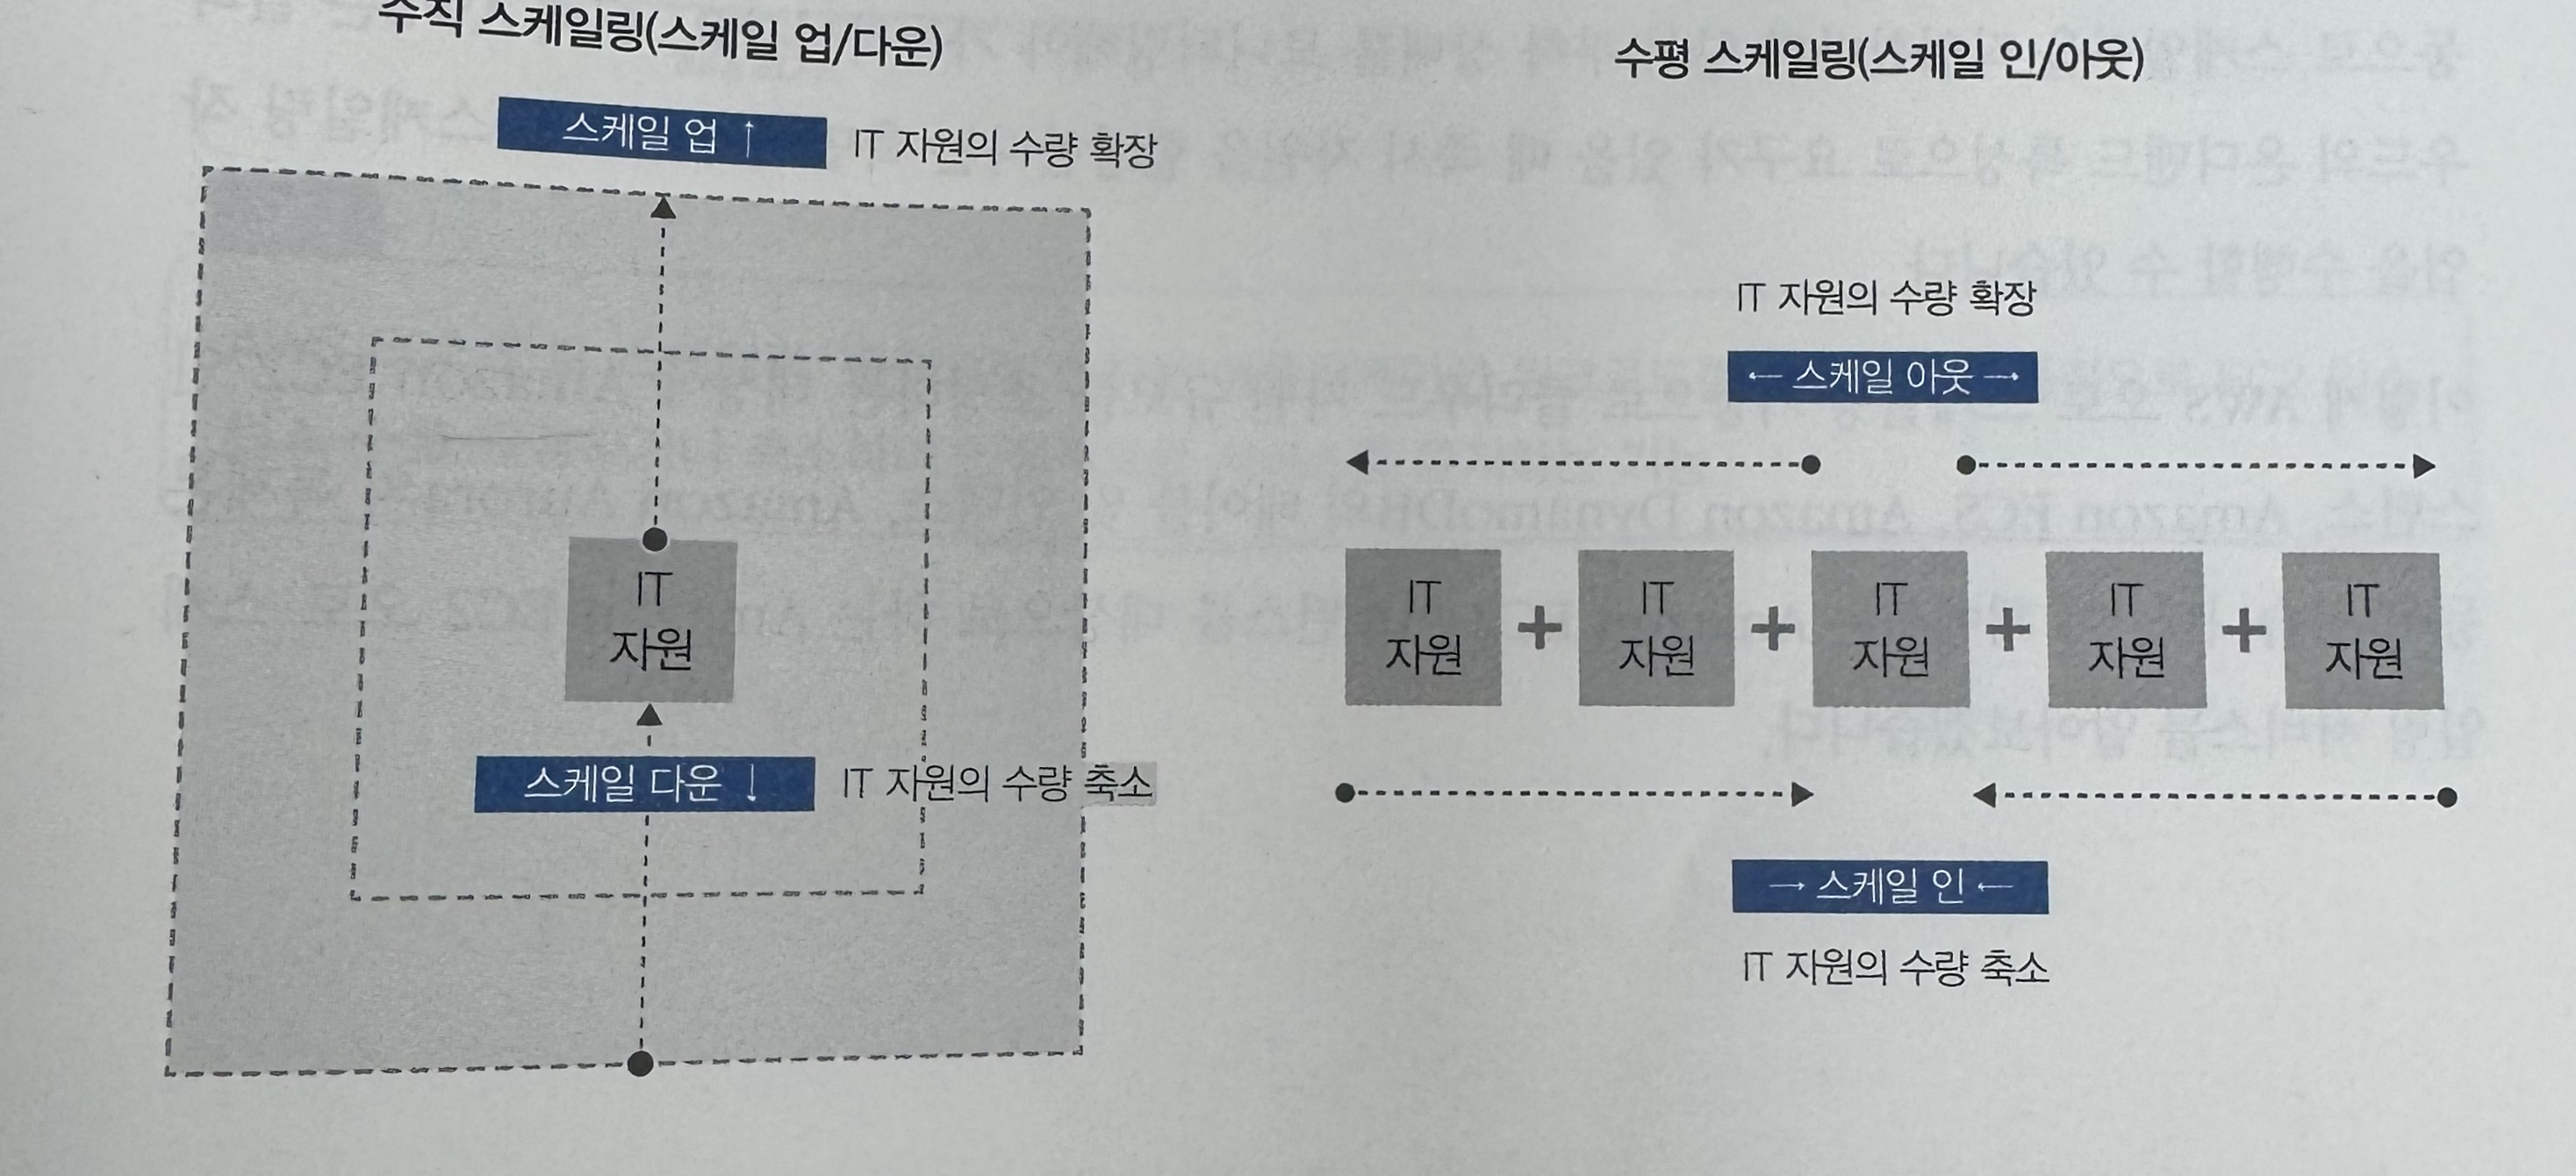 수직 스케일링(스케일 업/다운)
스케일 업 ↑
IT 자원의 수량 확장
IT
자원
스케일 다운 ↓
IT 자원의 수량 축소
수평 스케일링(스케일 인/아웃)
IT 자원의 수량 확장
← 스케일 아웃 →
IT
자원
+
IT
자원
+
IT
자원
+
IT
자원
+
IT
자원
→ 스케일 인 ←
IT 자원의 수량 축소